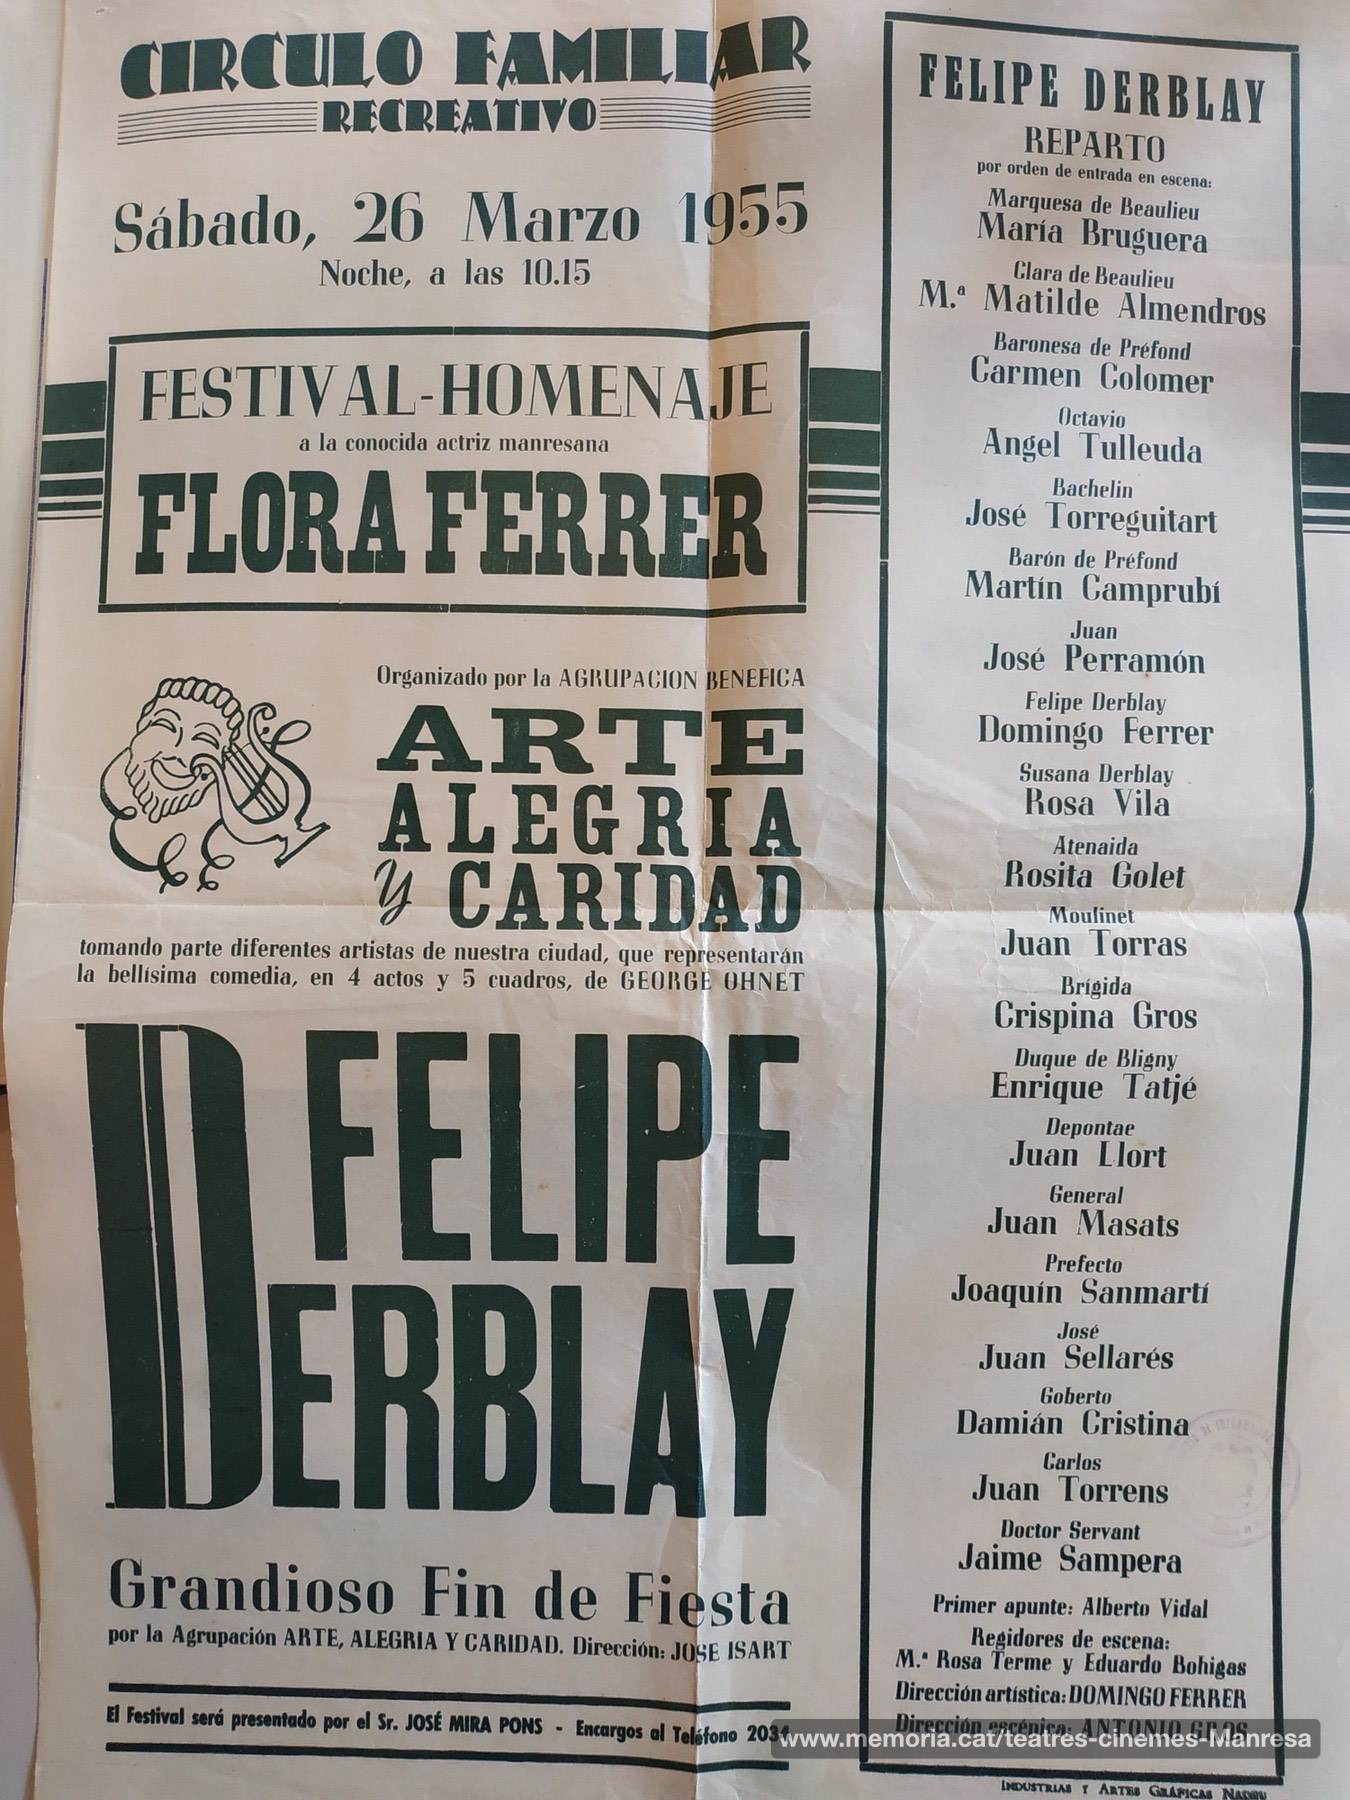 CIRCULO FAMILIAR
RECREATIVO
Sábado, 26 Marzo 1955
Noche, a las 10.15
FESTIVAL-HOMENAJE
a la conocida actriz manresana
FLORA FERRER
Organizado por la AGRUPACION BENEFICA
ARTE
ALEGRIA
Y CARIDAD
tomando parte diferentes artistas de nuestra ciudad, que representarán
la bellísima comedia, en 4 actos y 5 cuadros, de GEORGE OHNET
FELIPE
DERBLAY
Grandioso Fin de Fiesta
por la Agrupación ARTE, ALEGRIA Y CARIDAD. Dirección: JOSE ISART
El Festival será presentado por el Sr. JOSÉ MIRA PONS - Encargos al Teléfono 2034
FELIPE DERBLAY
REPARTO
por orden de entrada en escena:
Marquesa de Beaulieu
María Bruguera
Clara de Beaulieu
M.ª Matilde Almendros
Baronesa de Préfond
Carmen Colomer
Octavio
Angel Tulleuda
Bachelin
José Torreguitart
Barón de Préfond
Martín Camprubí
Juan
José Perramón
Felipe Derblay
Domingo Ferrer
Susana Derblay
Rosa Vila
Atenaida
Rosita Golet
Moulinet
Juan Torras
Brígida
Crispina Gros
Duque de Bligny
Enrique Tatjé
Depontae
Juan Llort
General
Juan Masats
Prefecto
Joaquín Sanmartí
José
Juan Sellarés
Goberto
Damián Cristina
Carlos
Juan Torrens
Doctor Servant
Jaime Sampera
Primer apunte: Alberto Vidal
Regidores de escena:
M.ª Rosa Terme y Eduardo Bohigas
Dirección artística: DOMINGO FERRER
Dirección escénica: ANTONIO GROS
www.memoria.cat/teatres-cinemes-Manresa
INDUSTRIAS Y ARTES GRÁFICAS NADEU